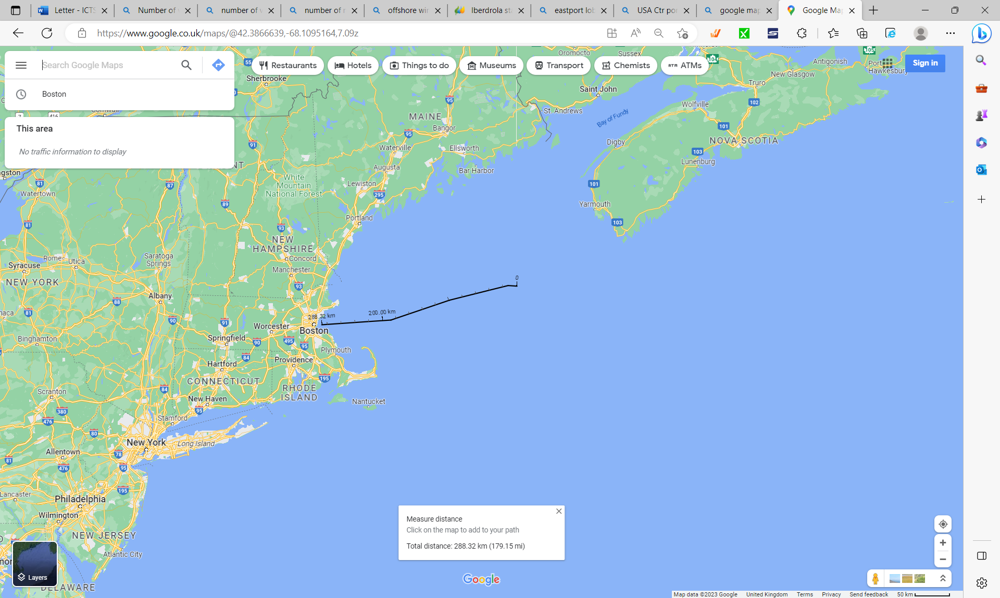 Letter - ICTS
Number of
number of
number of
offshore wir
Iberdrola
eastport lob
USA Ctr po
google map
Google Ma
https://www.google.co.uk/maps/@42.3866639,-68.1095164,7.09z
Search Google Maps
Boston
This area
No traffic information to display
Restaurants
Hotels
Things to do
Museums
Transport
Chemists
ATM ATMs
Sign in
Oromocto
Sussex
104
105
Antigonish
Port
Hawkesbury
New Glasgow
Truro
55
Sherbrooke
Saint John
102
95
Wolfville
416
7
MAINE
St. Andrews
Bay of Fundy
Bangor
101
95
Digby
NOVA SCOTIA
91
Waterville
Ellsworth
103
Lunenburg
NT
Augusta
Bar Harbor
gston
White
Mountain
National Forest
81
87
Lewiston
101
Watertown
295
89
Yarmouth
Portland
103
81
93
NEW
HAMPSHIRE
Saratoga
Springs
Concord
Rome
Utica
Syracuse
Manchester
NEW YORK
93
0
Albany
88
aca
81
90
91
288.32 km
200.00 km
Worcester
Boston
Binghamton
Springfield
90
495
95
Plymouth
84
Hartford
Providence
195
CONNECTICUT
84
RHODE
ISLAND
Scranton
New Haven
Nantucket
380
95
476
Stamford
80
New York
Long Island
Allentown
78
81
476
95
195
Lancaster
Philadelphia
Wilmington
NEW JERSEY
Atlantic City
DELAWARE
Layers
Measure distance
Click on the map to add to your path
Total distance: 288.32 km (179.15 mi)
Google
Map data ©2023 Google United Kingdom Terms Privacy Send feedback 50 km